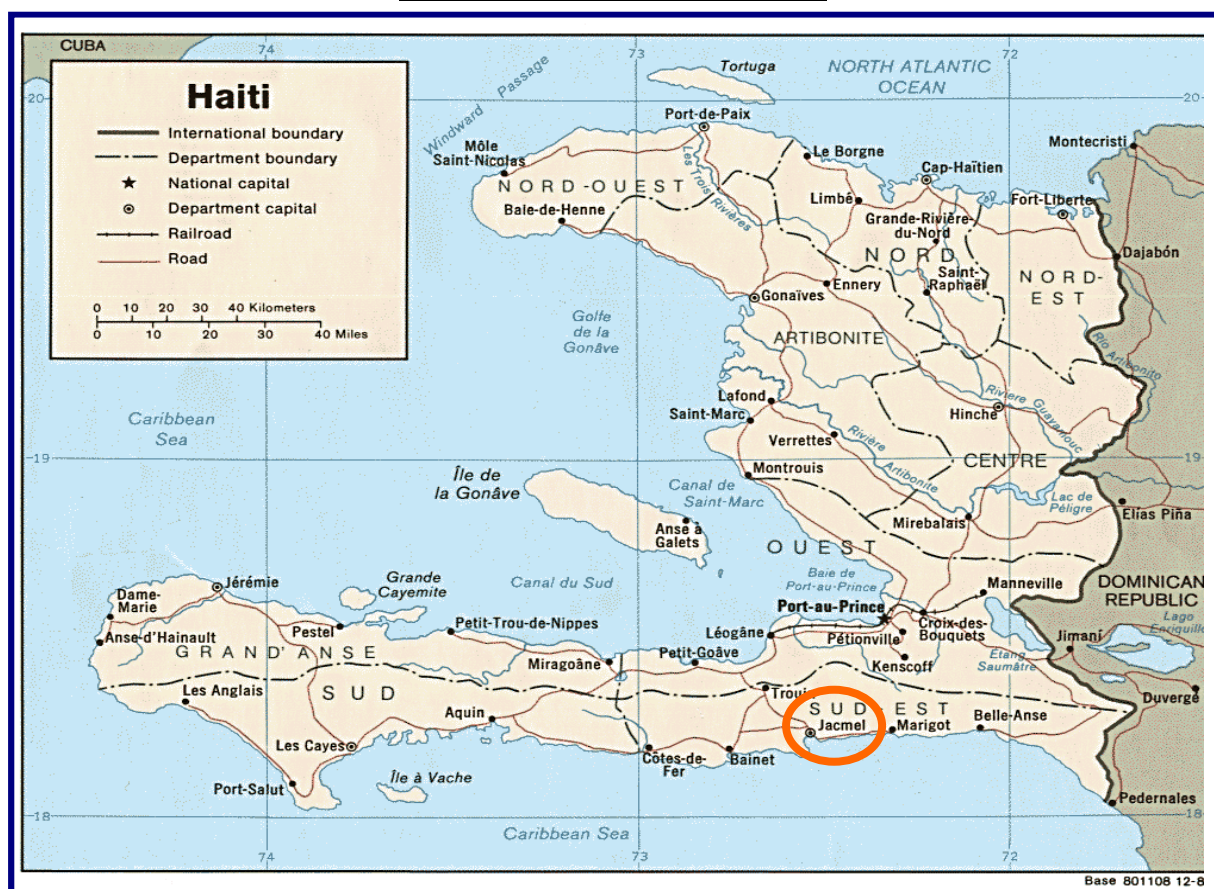 CUBA
74
73
72
Haiti
International boundary
Department boundary
National capital
Department capital
Railroad
Road
0 10 20 30 40 Kilometers
0 10 20 30 40 Miles
Windward Passage
Tortuga
NORTH ATLANTIC
OCEAN
20
20
Port-de-Paix
Môle
Saint-Nicolas
Les Trois Rivières
Le Borgne
Cap-Haïtien
Montecristi
NORD-OUEST
Baie-de-Henne
Limbé
Grande-Rivière-
du-Nord
Fort-Liberte
Dajabón
NORD
Saint-
Raphaël
NORD-
EST
Gonaïves
Ennery
Golfe
de la
Gonâve
ARTIBONITE
Río Artibonito
Caribbean
Sea
Lafond
Saint-Marc
Verrettes
Rivière
Artibonite
Hinche
Riviere Guayamouc
19
19
CENTRE
Montrouis
Île de
la Gonâve
Canal de
Saint-Marc
Anse à
Galets
Mirebalais
Lac de
Péligre
Elías Piña
OUEST
Baie de
Port-au-Prince
Manneville
DOMINICAN
REPUBLIC
Dame-
Marie
Jérémie
Grande
Cayemite
Canal du Sud
Port-au-Prince
Croix-des-
Bouquets
Lago
Enriquillo
Anse-d'Hainault
Pestel
Petit-Trou-de-Nippes
Léogâne
Pétionville
Jimaní
GRAND'ANSE
Miragoâne
Petit-Goâve
Kenscoff
Étang
Saumâtre
Les Anglais
SUD
Trouin
SUD-EST
Duvergé
Aquin
Jacmel
Marigot
Belle-Anse
Les Cayes
Côtes-de-
Fer
Bainet
Port-Salut
Île à Vache
Pedernales
18
18
Caribbean Sea
74
73
72
Base 801108 12-8